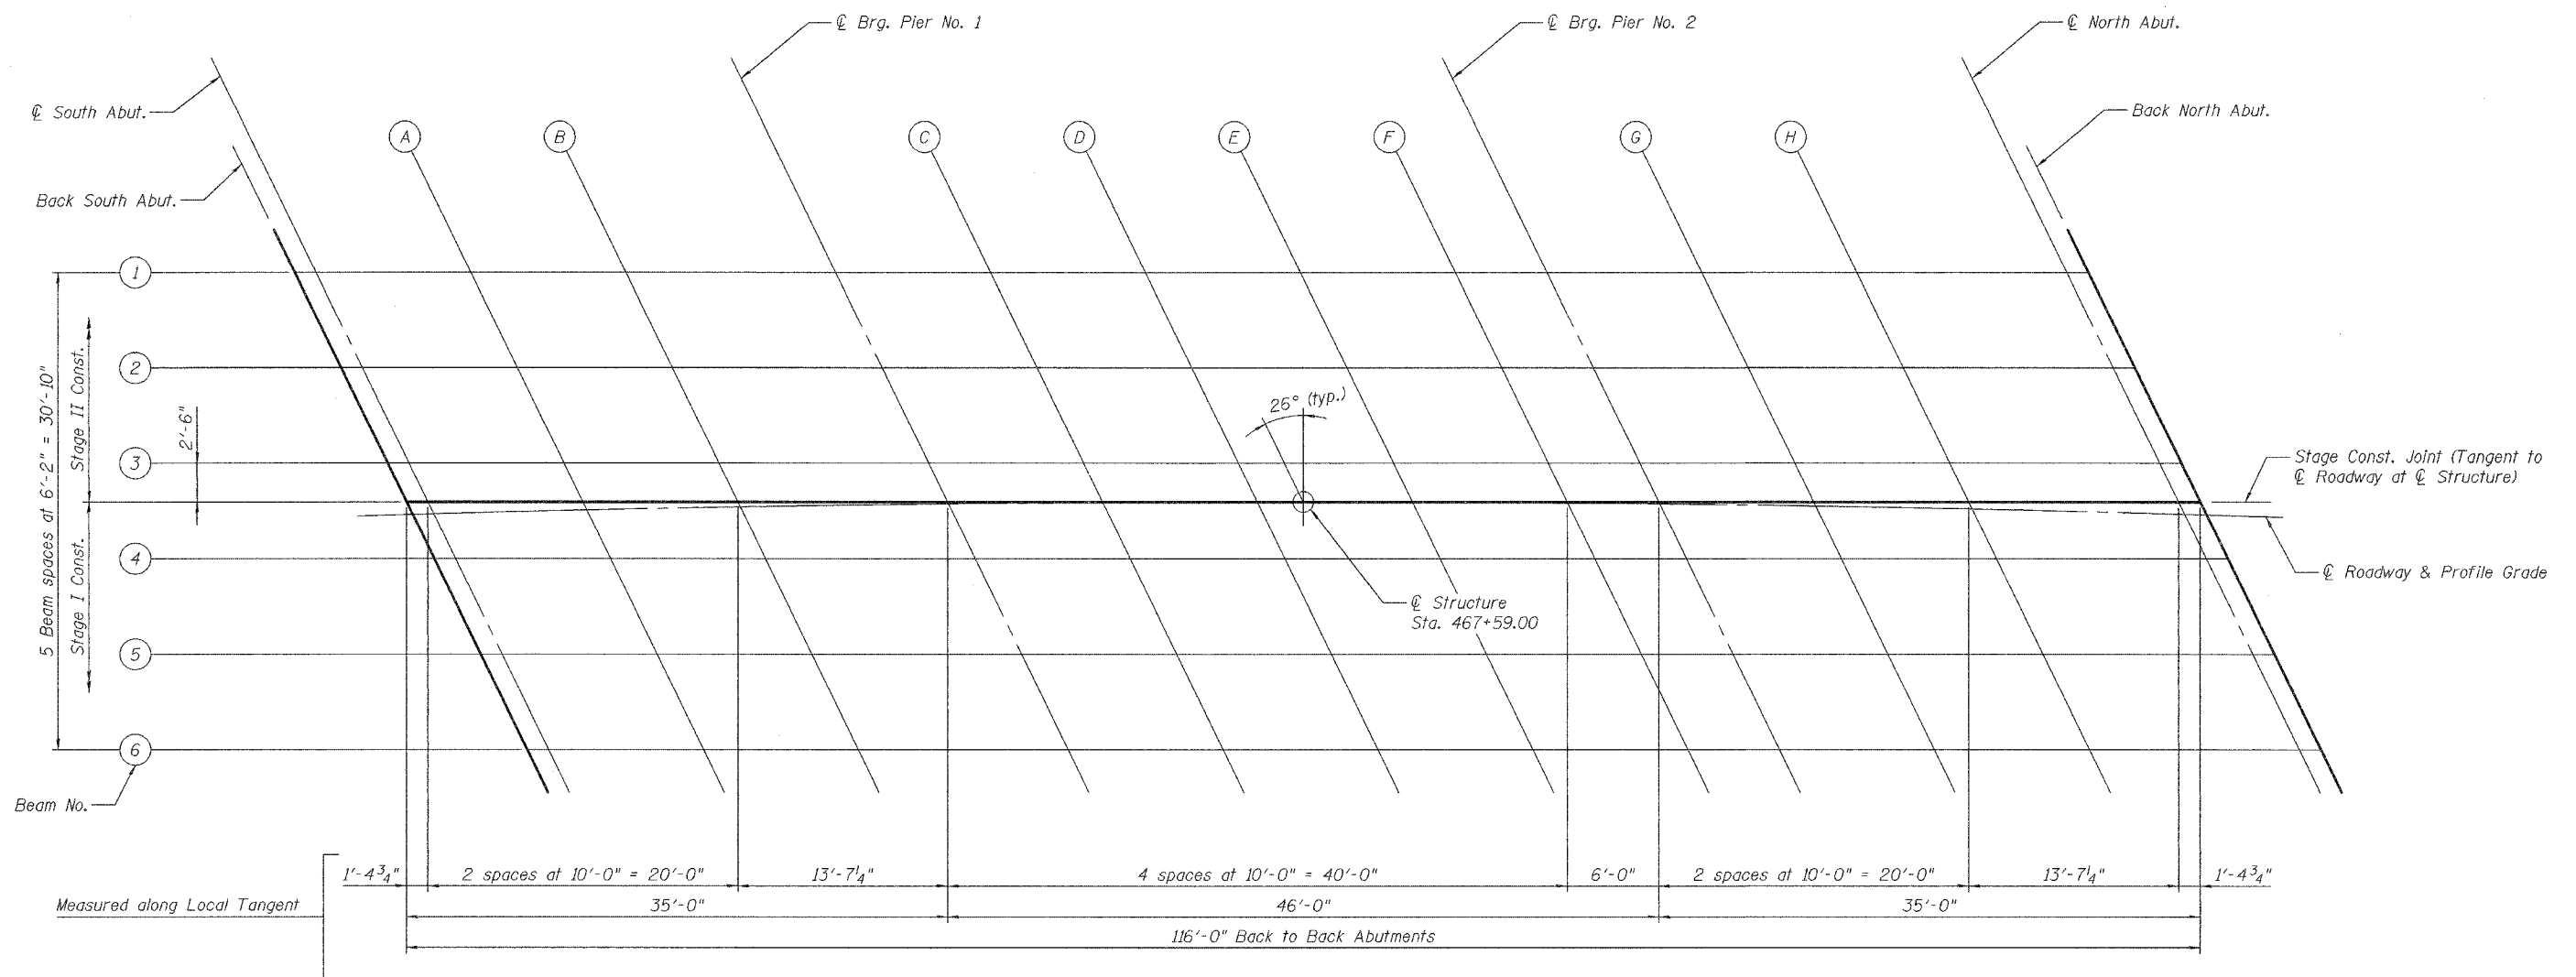 ℄ Brg. Pier No. 1
℄ Brg. Pier No. 2
℄ North Abut.
℄ South Abut.
Back North Abut.
A
B
C
D
E
F
G
H
Back South Abut.
1
2
3
4
5
6
5 Beam spaces at 6'-2" = 30'-10"
Stage II Const.
Stage I Const.
2'-6"
26° (typ.)
Stage Const. Joint (Tangent to
℄ Roadway at ℄ Structure)
℄ Roadway & Profile Grade
℄ Structure
Sta. 467+59.00
Beam No.
1'-4¾"
2 spaces at 10'-0" = 20'-0"
13'-7¼"
4 spaces at 10'-0" = 40'-0"
6'-0"
2 spaces at 10'-0" = 20'-0"
13'-7¼"
1'-4¾"
Measured along Local Tangent
35'-0"
46'-0"
35'-0"
116'-0" Back to Back Abutments